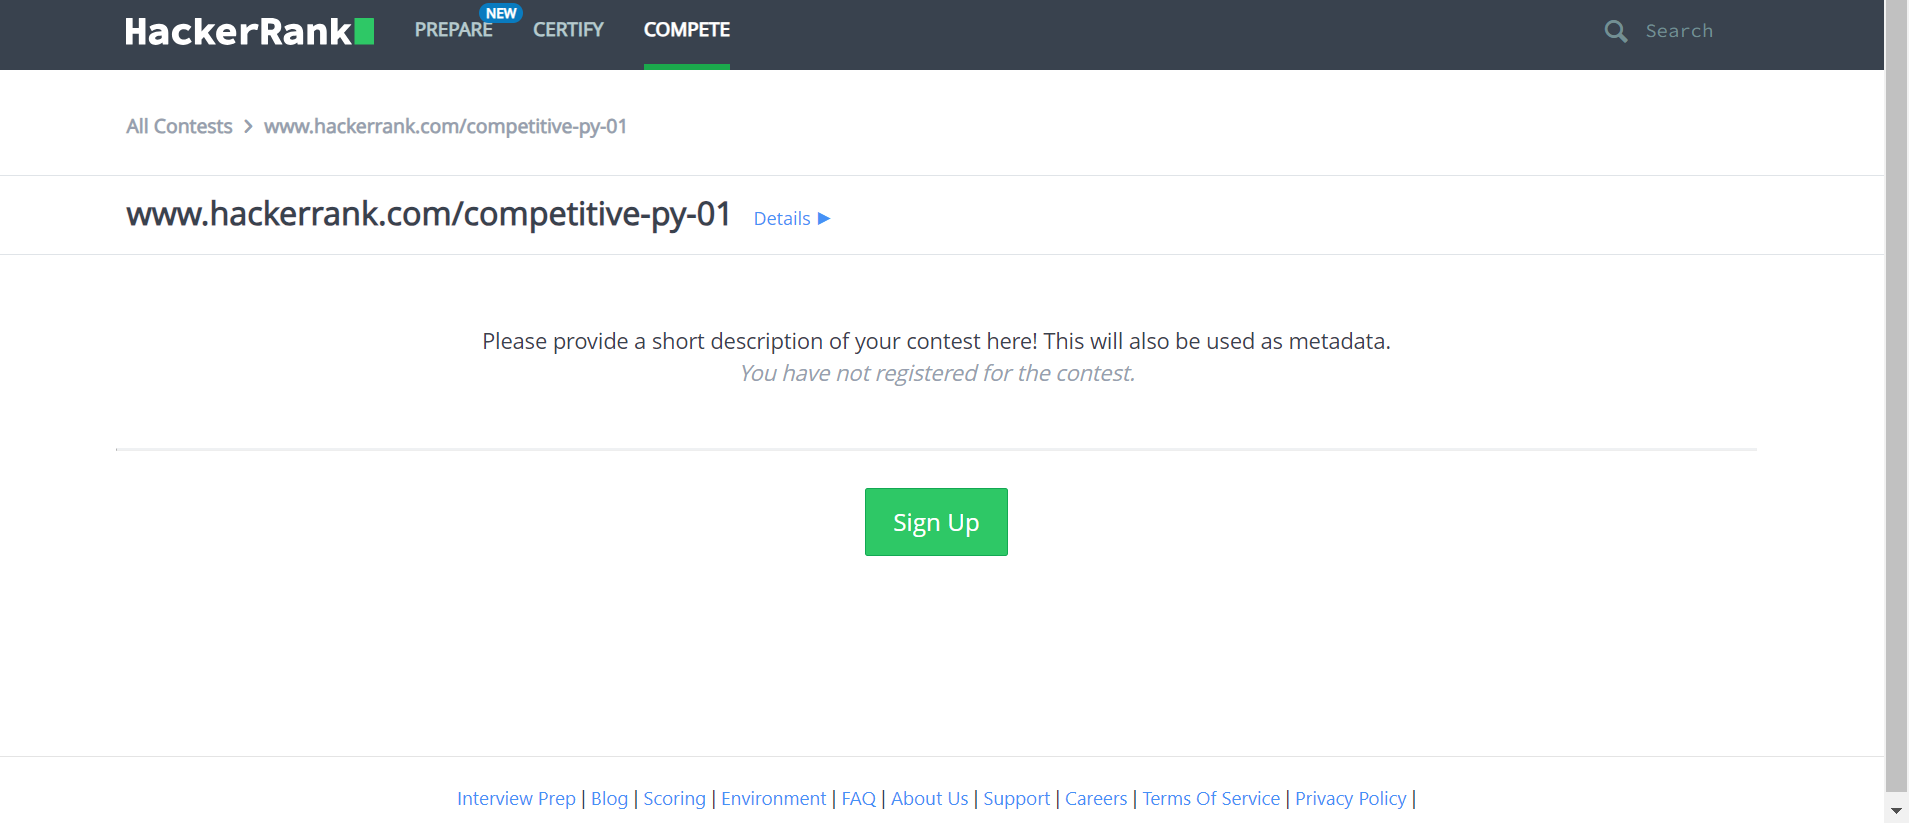 HackerRank PREPARE NEW CERTIFY COMPETE Search
All Contests > www.hackerrank.com/competitive-py-01
www.hackerrank.com/competitive-py-01 Details ▶
Please provide a short description of your contest here! This will also be used as metadata.
You have not registered for the contest.
Sign Up
Interview Prep | Blog | Scoring | Environment | FAQ | About Us | Support | Careers | Terms Of Service | Privacy Policy |